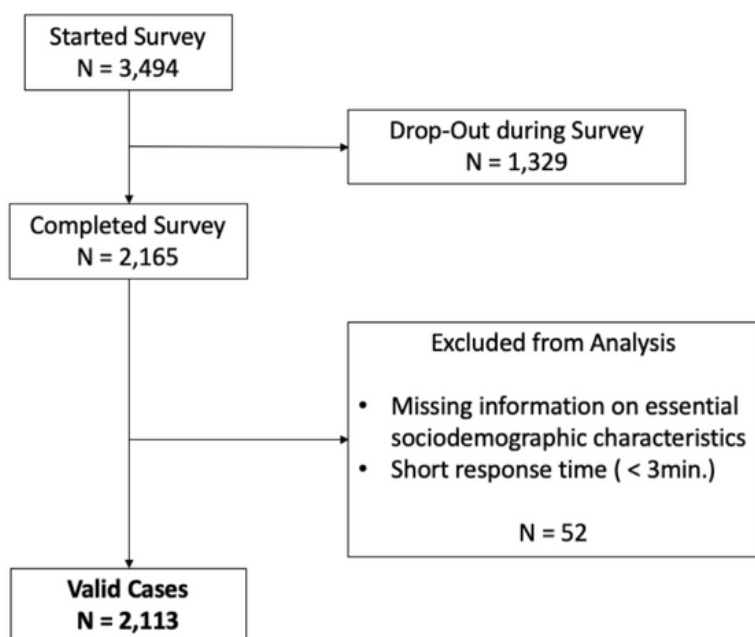 Started Survey
N = 3,494
Drop-Out during Survey
N = 1,329
Completed Survey
N = 2,165
Excluded from Analysis
• Missing information on essential
sociodemographic characteristics
• Short response time ( < 3min.)
N = 52
Valid Cases
N = 2,113